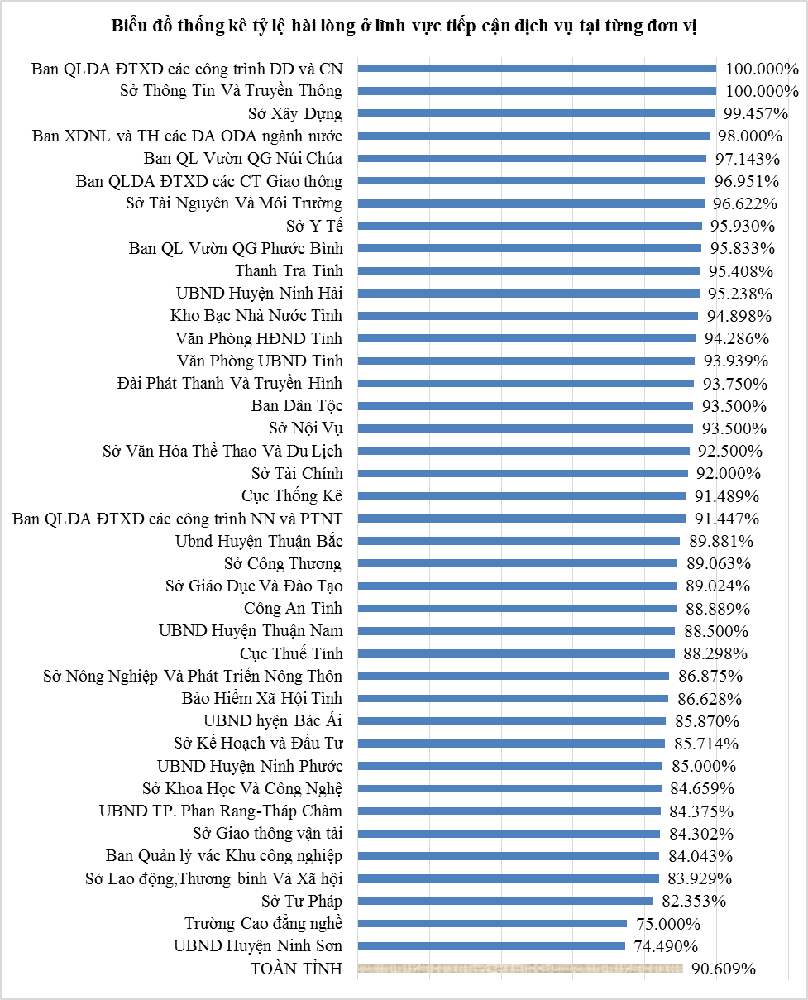 Biểu đồ thống kê tỷ lệ hài lòng ở lĩnh vực tiếp cận dịch vụ tại từng đơn vị
Ban QLDA ĐTXD các công trình DD và CN 100.000%
Sở Thông Tin Và Truyền Thông 100.000%
Sở Xây Dựng 99.457%
Ban XDNL và TH các DA ODA ngành nước 98.000%
Ban QL Vườn QG Núi Chúa 97.143%
Ban QLDA ĐTXD các CT Giao thông 96.951%
Sở Tài Nguyên Và Môi Trường 96.622%
Sở Y Tế 95.930%
Ban QL Vườn QG Phước Bình 95.833%
Thanh Tra Tỉnh 95.408%
UBND Huyện Ninh Hải 95.238%
Kho Bạc Nhà Nước Tỉnh 94.898%
Văn Phòng HĐND Tỉnh 94.286%
Văn Phòng UBND Tỉnh 93.939%
Đài Phát Thanh Và Truyền Hình 93.750%
Ban Dân Tộc 93.500%
Sở Nội Vụ 93.500%
Sở Văn Hóa Thể Thao Và Du Lịch 92.500%
Sở Tài Chính 92.000%
Cục Thống Kê 91.489%
Ban QLDA ĐTXD các công trình NN và PTNT 91.447%
Ubnd Huyện Thuận Bắc 89.881%
Sở Công Thương 89.063%
Sở Giáo Dục Và Đào Tạo 89.024%
Công An Tỉnh 88.889%
UBND Huyện Thuận Nam 88.500%
Cục Thuế Tỉnh 88.298%
Sở Nông Nghiệp Và Phát Triển Nông Thôn 86.875%
Bảo Hiểm Xã Hội Tỉnh 86.628%
UBND hyện Bác Ái 85.870%
Sở Kế Hoạch và Đầu Tư 85.714%
UBND Huyện Ninh Phước 85.000%
Sở Khoa Học Và Công Nghệ 84.659%
UBND TP. Phan Rang-Tháp Chàm 84.375%
Sở Giao thông vận tải 84.302%
Ban Quản lý vác Khu công nghiệp 84.043%
Sở Lao động,Thương binh Và Xã hội 83.929%
Sở Tư Pháp 82.353%
Trường Cao đẳng nghề 75.000%
UBND Huyện Ninh Sơn 74.490%
TOÀN TỈNH 90.609%